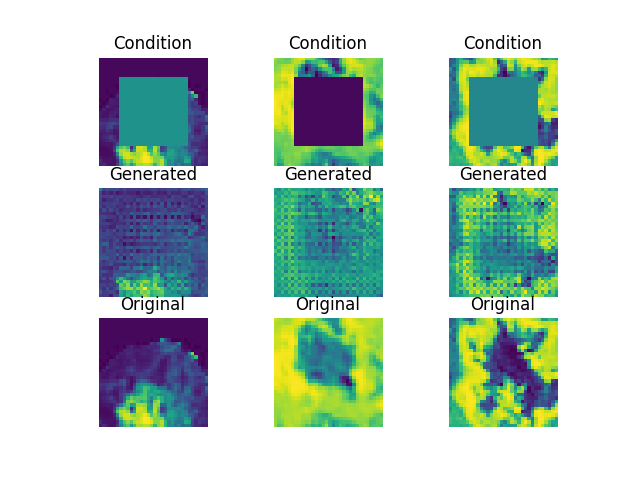 Condition Condition Condition
Generated Generated Generated
Original Original Original